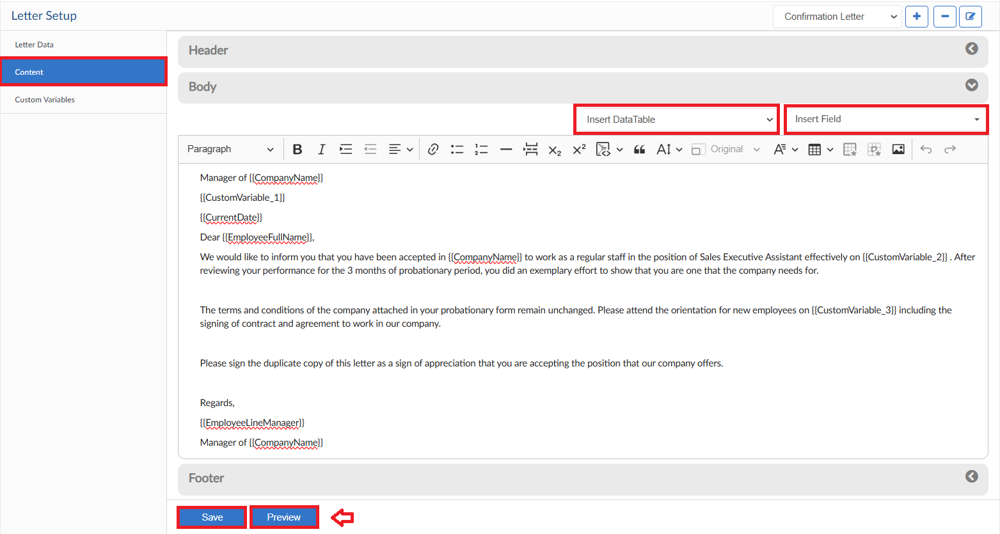 Letter Setup
Confirmation Letter
Letter Data
Content
Custom Variables
Header
Body
Insert DataTable
Insert Field
Paragraph
Original
Manager of {{CompanyName}}
{{CustomVariable_1}}
{{CurrentDate}}
Dear {{EmployeeFullName}},
We would like to inform you that you have been accepted in {{CompanyName}} to work as a regular staff in the position of Sales Executive Assistant effectively on {{CustomVariable_2}} . After
reviewing your performance for the 3 months of probationary period, you did an exemplary effort to show that you are one that the company needs for.
The terms and conditions of the company attached in your probationary form remain unchanged. Please attend the orientation for new employees on {{CustomVariable_3}} including the
signing of contract and agreement to work in our company.
Please sign the duplicate copy of this letter as a sign of appreciation that you are accepting the position that our company offers.
Regards,
{{EmployeeLineManager}}
Manager of {{CompanyName}}
Footer
Save
Preview